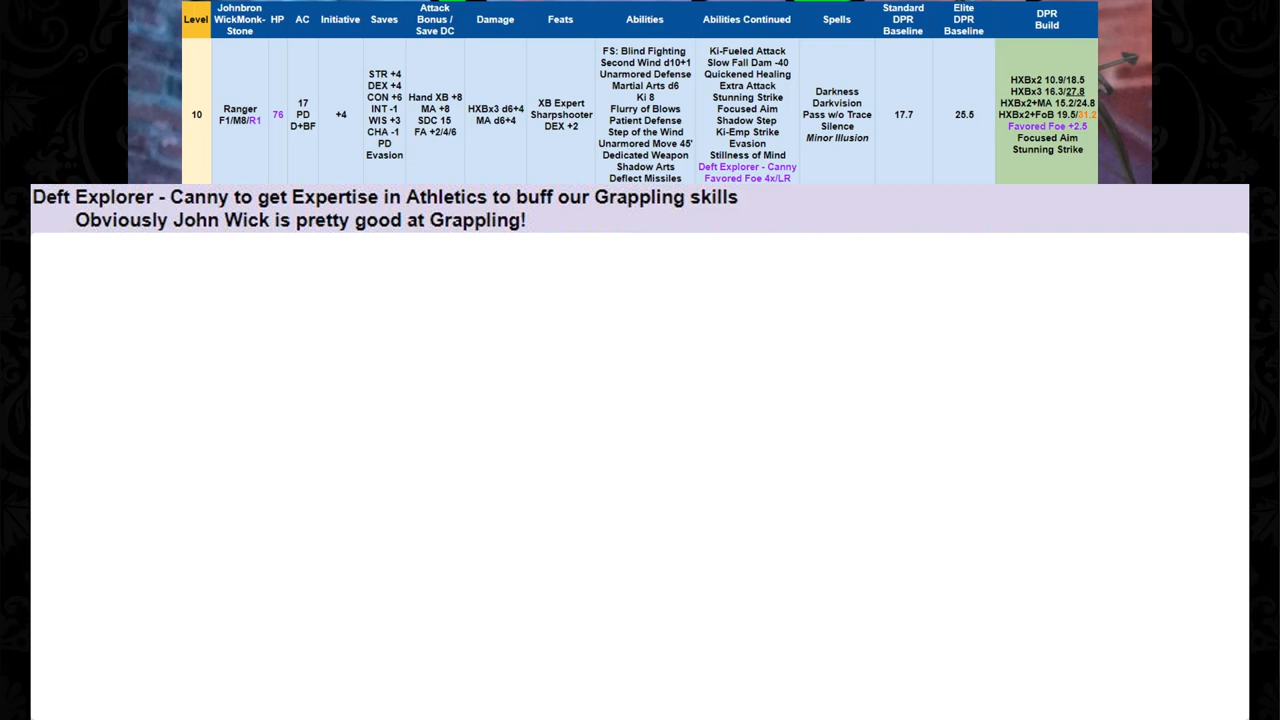 Level
Johnbron
WickMonk-
Stone
HP
AC
Initiative
Saves
Attack
Bonus /
Save DC
Damage
Feats
Abilities
Abilities Continued
Spells
Standard
DPR
Baseline
Elite
DPR
Baseline
DPR
Build
10
Ranger
F1/M8/R1
76
17
PD
D+BF
+4
STR +4
DEX +4
CON +6
INT -1
WIS +3
CHA -1
PD
Evasion
Hand XB +8
MA +8
SDC 15
FA +2/4/6
HXBx3 d6+4
MA d6+4
XB Expert
Sharpshooter
DEX +2
FS: Blind Fighting
Second Wind d10+1
Unarmored Defense
Martial Arts d6
Ki 8
Flurry of Blows
Patient Defense
Step of the Wind
Unarmored Move 45'
Dedicated Weapon
Shadow Arts
Deflect Missiles
Ki-Fueled Attack
Slow Fall Dam -40
Quickened Healing
Extra Attack
Stunning Strike
Focused Aim
Shadow Step
Ki-Emp Strike
Evasion
Stillness of Mind
Deft Explorer - Canny
Favored Foe 4x/LR
Darkness
Darkvision
Pass w/o Trace
Silence
Minor Illusion
17.7
25.5
HXBx2 10.9/18.5
HXBx3 16.3/27.8
HXBx2+MA 15.2/24.8
HXBx2+FoB 19.5/31.2
Favored Foe +2.5
Focused Aim
Stunning Strike
Deft Explorer - Canny to get Expertise in Athletics to buff our Grappling skills
Obviously John Wick is pretty good at Grappling!